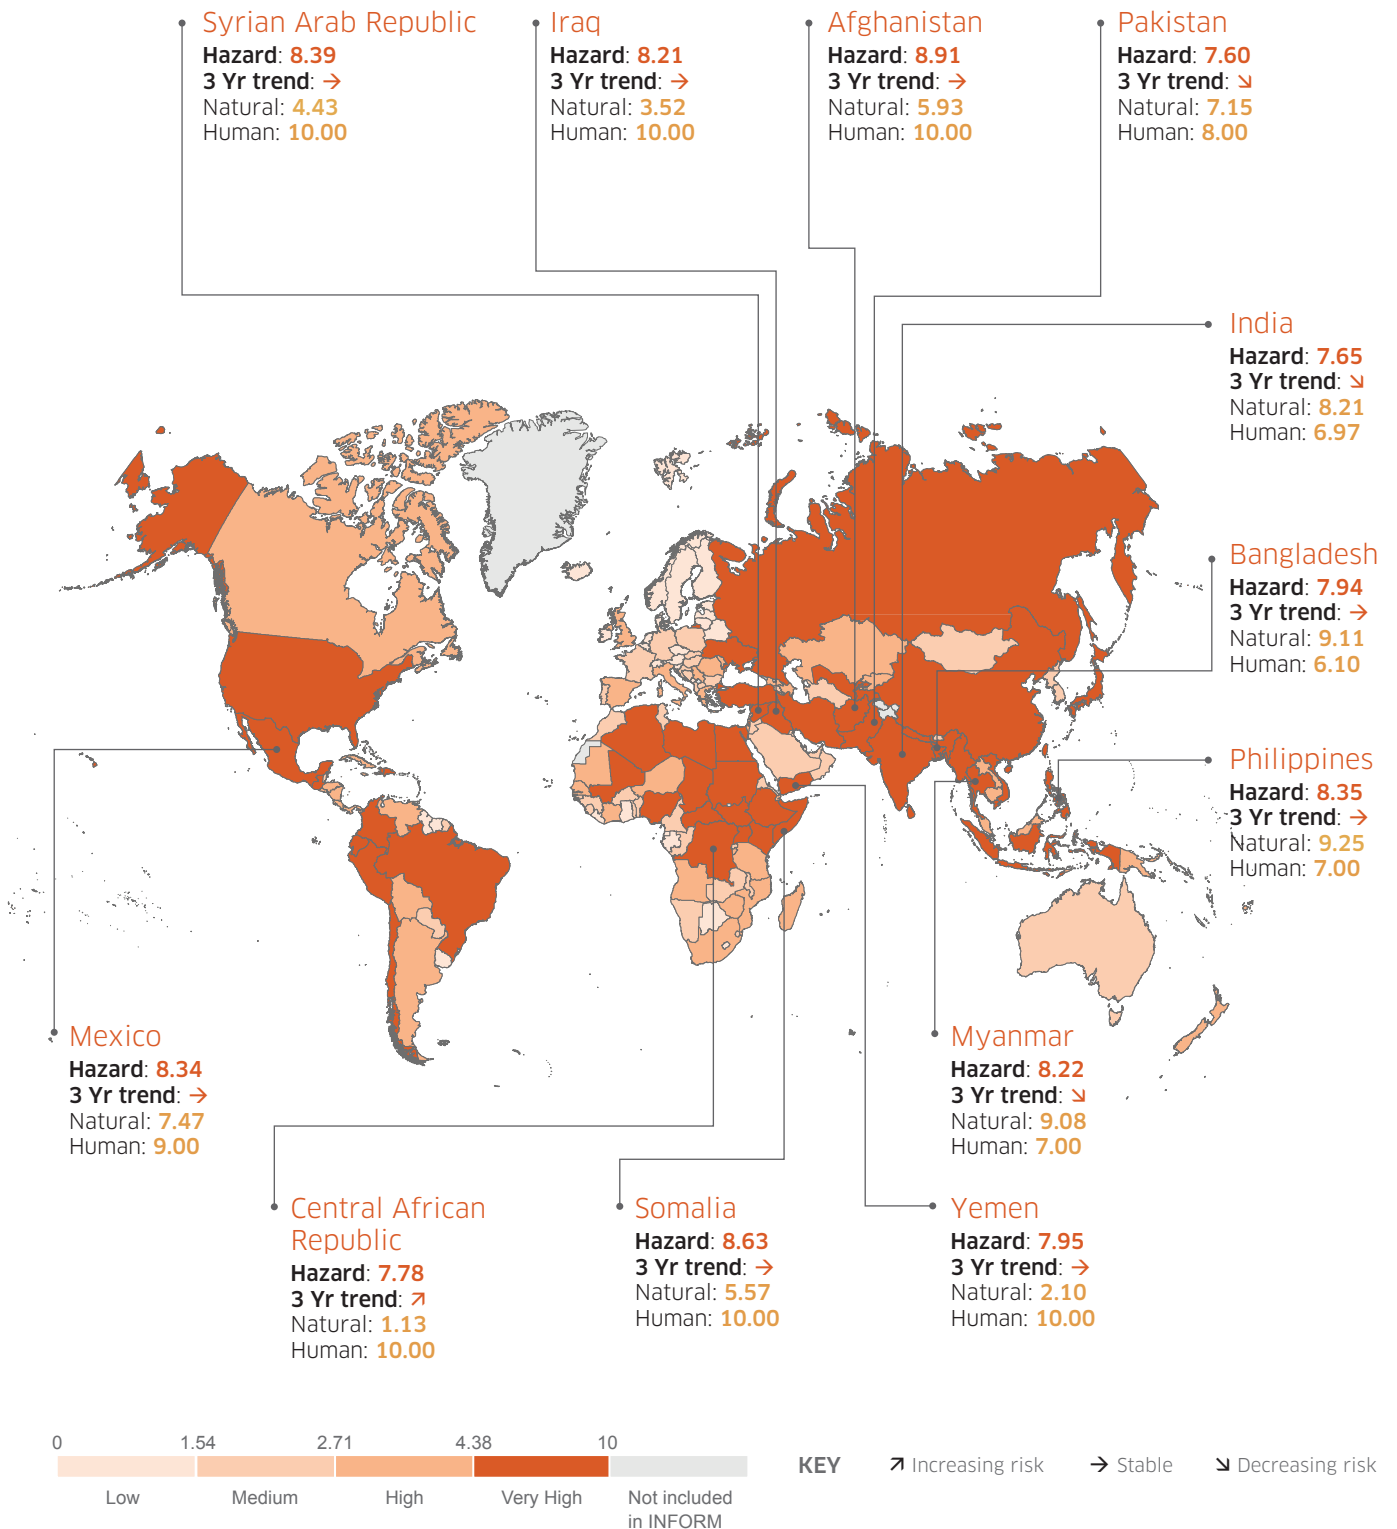 Syrian Arab Republic
Hazard: 8.39
3 Yr trend: →
Natural: 4.43
Human: 10.00
Iraq
Hazard: 8.21
3 Yr trend: →
Natural: 3.52
Human: 10.00
Afghanistan
Hazard: 8.91
3 Yr trend: →
Natural: 5.93
Human: 10.00
Pakistan
Hazard: 7.60
3 Yr trend: ↘
Natural: 7.15
Human: 8.00
India
Hazard: 7.65
3 Yr trend: ↘
Natural: 8.21
Human: 6.97
Bangladesh
Hazard: 7.94
3 Yr trend: →
Natural: 9.11
Human: 6.10
Philippines
Hazard: 8.35
3 Yr trend: →
Natural: 9.25
Human: 7.00
Mexico
Hazard: 8.34
3 Yr trend: →
Natural: 7.47
Human: 9.00
Myanmar
Hazard: 8.22
3 Yr trend: ↘
Natural: 9.08
Human: 7.00
Central African
Republic
Hazard: 7.78
3 Yr trend: ↗
Natural: 1.13
Human: 10.00
Somalia
Hazard: 8.63
3 Yr trend: →
Natural: 5.57
Human: 10.00
Yemen
Hazard: 7.95
3 Yr trend: →
Natural: 2.10
Human: 10.00
0 1.54 2.71 4.38 10
Low Medium High Very High Not included
in INFORM
KEY ↗ Increasing risk → Stable ↘ Decreasing risk